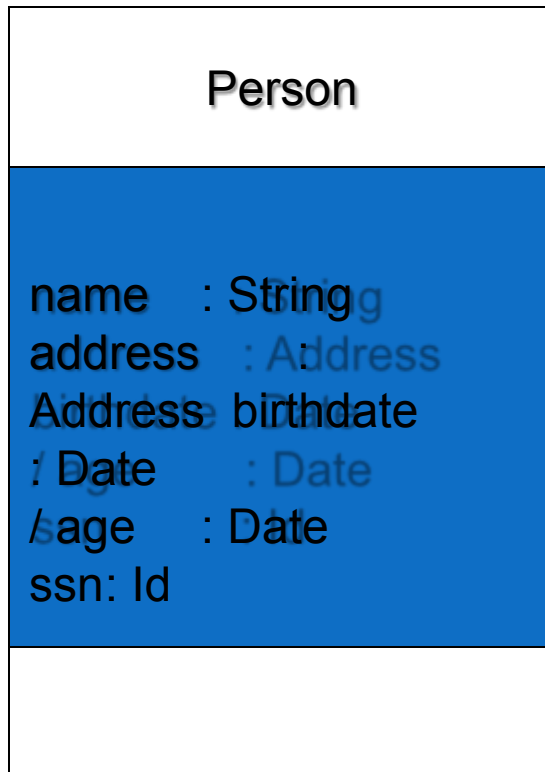 Person
name : String
address :
Address birthdate
: Date
/ age : Date
ssn: Id